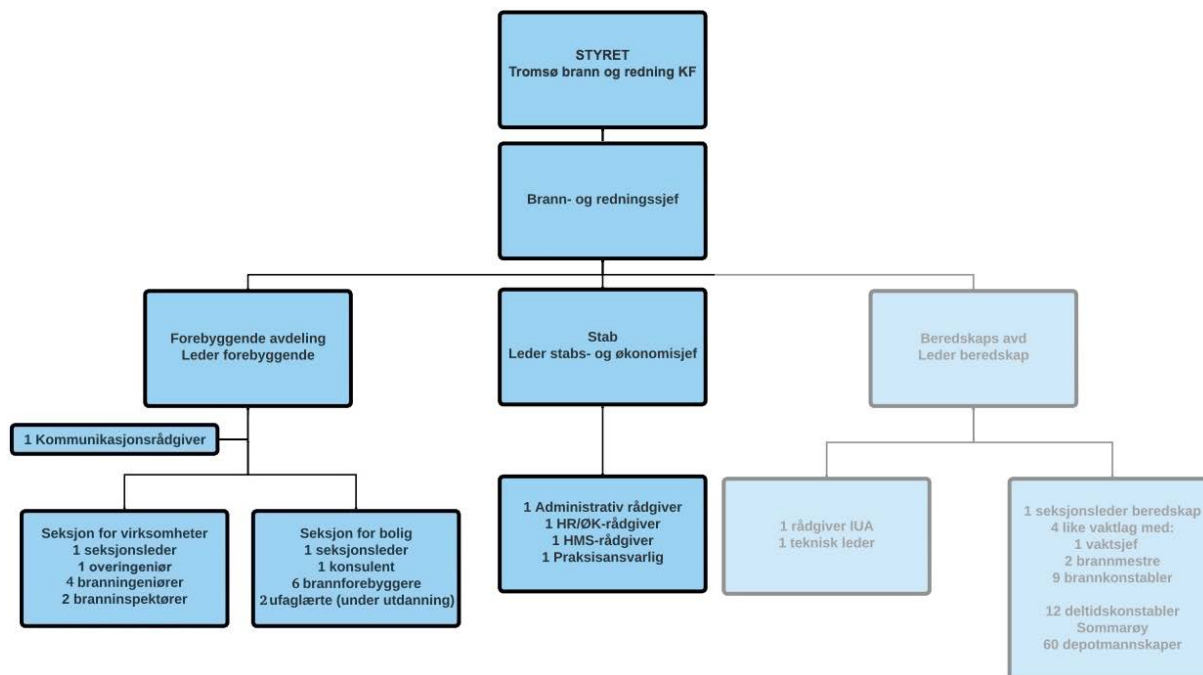 STYRET
Tromsø brann og redning KF
Brann- og redningssjef
Forebyggende avdeling
Leder forebyggende
Stab
Leder stabs- og økonomisjef
Beredskaps avd
Leder beredskap
1 Kommunikasjonsrådgiver
Seksjon for virksomheter
1 seksjonsleder
1 overingeniør
4 branningeniører
2 branninspektører
Seksjon for bolig
1 seksjonsleder
1 konsulent
6 brannforebyggere
2 ufaglærte (under utdanning)
1 Administrativ rådgiver
1 HR/ØK-rådgiver
1 HMS-rådgiver
1 Praksisansvarlig
1 rådgiver IUA
1 teknisk leder
1 seksjonsleder beredskap
4 like vaktlag med:
1 vaktsjef
2 brannmestre
9 brannkonstabler
12 deltidskonstabler
Sommarøy
60 depotmannskaper